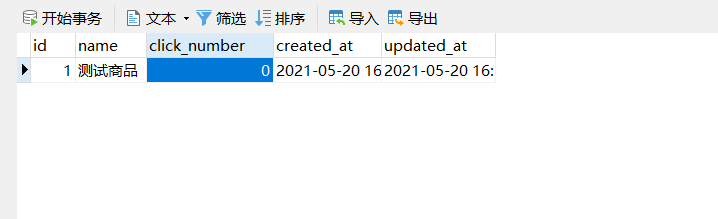 开始事务 文本 筛选 排序 导入 导出
id name click_number created_at updated_at
1 测试商品 0 2021-05-20 16 2021-05-20 16: